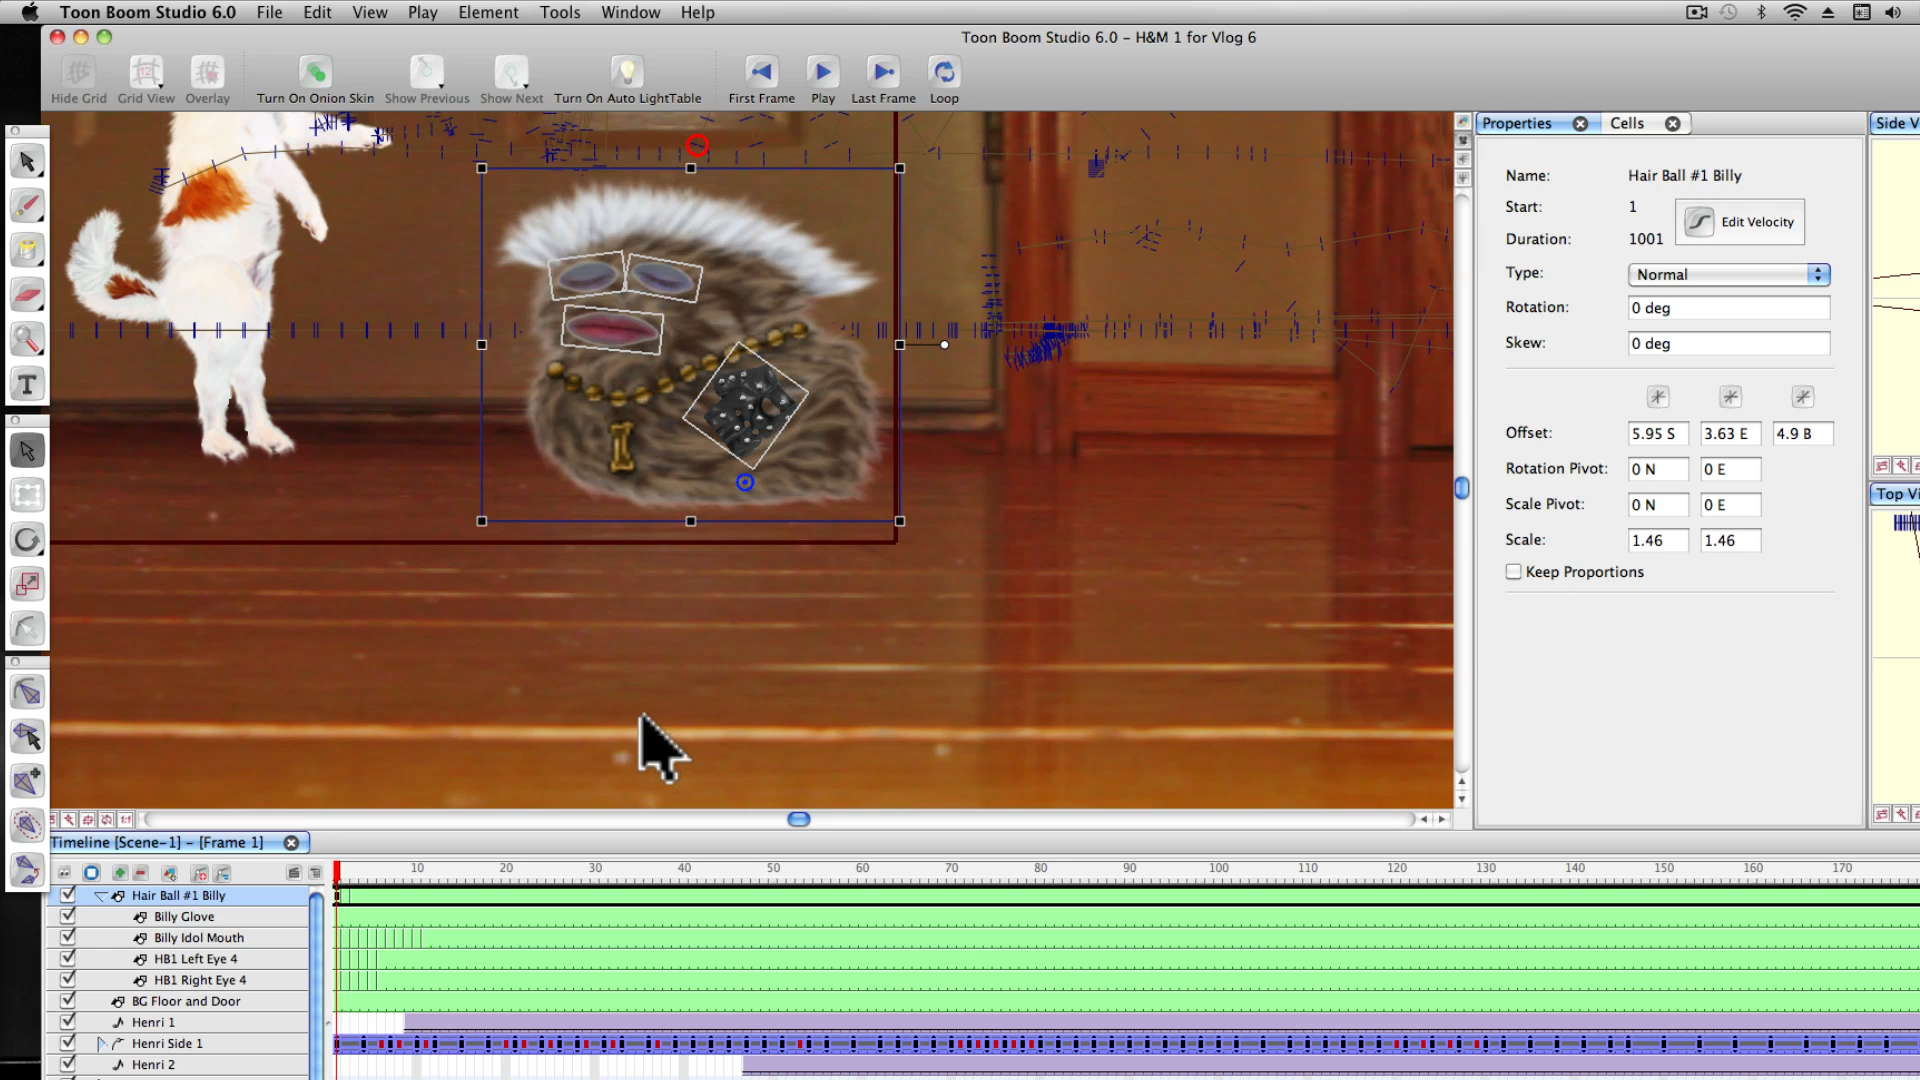 Toon Boom Studio 6.0 File Edit View Play Element Tools Window Help
Toon Boom Studio 6.0 – H&M 1 for Vlog 6
12
Hide Grid Grid View Overlay Turn On Onion Skin Show Previous Show Next Turn On Auto LightTable First Frame Play Last Frame Loop
Properties Cells Side V
Name: Hair Ball #1 Billy
Start: 1
Edit Velocity
Duration: 1001
Type: Normal
Rotation: 0 deg
Skew: 0 deg
T
Offset: 5.95 S 3.63 E 4.9 B
Rotation Pivot: 0 N 0 E
Top Vi
Scale Pivot: 0 N 0 E
Scale: 1.46 1.46
Keep Proportions
1:1
Timeline [Scene-1] – [Frame 1]
10 20 30 40 50 60 70 80 90 100 110 120 130 140 150 160 170
Hair Ball #1 Billy
Billy Glove
Billy Idol Mouth
HB1 Left Eye 4
HB1 Right Eye 4
BG Floor and Door
Henri 1
Henri Side 1
Henri 2